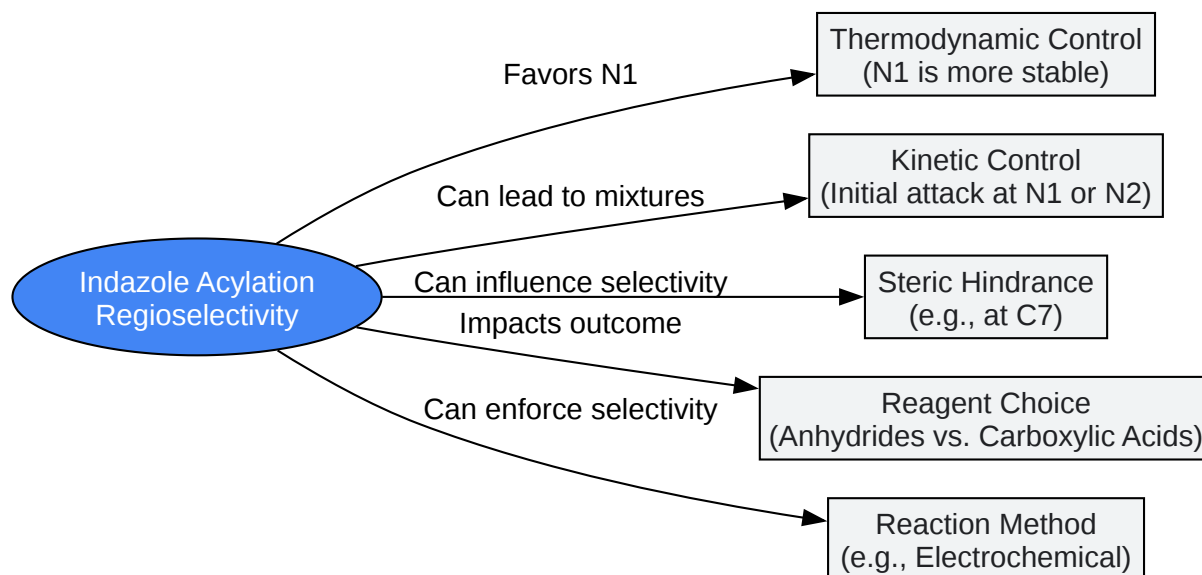 Indazole Acylation
Regioselectivity
Favors N1
Thermodynamic Control
(N1 is more stable)
Can lead to mixtures
Kinetic Control
(Initial attack at N1 or N2)
Can influence selectivity
Steric Hindrance
(e.g., at C7)
Impacts outcome
Reagent Choice
(Anhydrides vs. Carboxylic Acids)
Can enforce selectivity
Reaction Method
(e.g., Electrochemical)